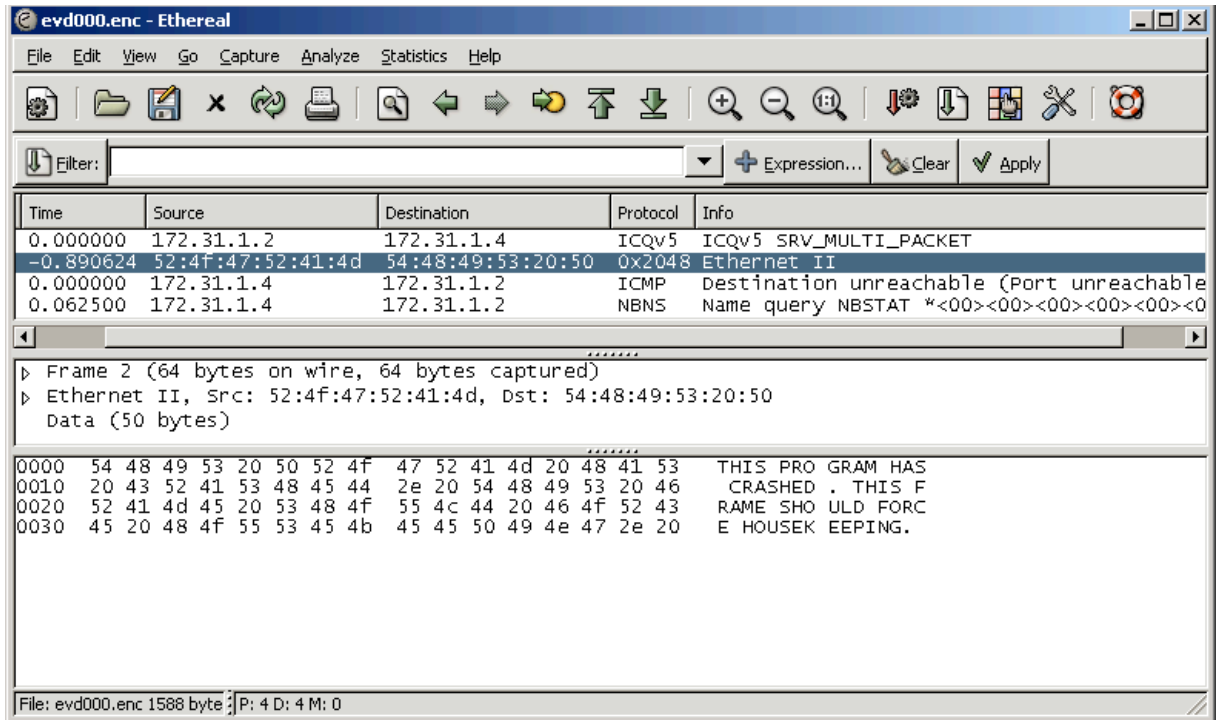 evd000.enc - Ethereal
File Edit View Go Capture Analyze Statistics Help
Filter: Expression... Clear Apply
Time Source Destination Protocol Info
0.000000 172.31.1.2 172.31.1.4 ICQv5 ICQv5 SRV_MULTI_PACKET
-0.890624 52:4f:47:52:41:4d 54:48:49:53:20:50 0x2048 Ethernet II
0.000000 172.31.1.4 172.31.1.2 ICMP Destination unreachable (Port unreachable
0.062500 172.31.1.4 172.31.1.2 NBNS Name query NBSTAT *<00><00><00><00><00><0
Frame 2 (64 bytes on wire, 64 bytes captured)
Ethernet II, Src: 52:4f:47:52:41:4d, Dst: 54:48:49:53:20:50
Data (50 bytes)
0000 54 48 49 53 20 50 52 4f 47 52 41 4d 20 48 41 53 THIS PRO GRAM HAS
0010 20 43 52 41 53 48 45 44 2e 20 54 48 49 53 20 46 CRASHED . THIS F
0020 52 41 4d 45 20 53 48 4f 55 4c 44 20 46 4f 52 43 RAME SHO ULD FORC
0030 45 20 48 4f 55 53 45 4b 45 45 50 49 4e 47 2e 20 E HOUSEK EEPING.
File: evd000.enc 1588 byte P: 4 D: 4 M: 0